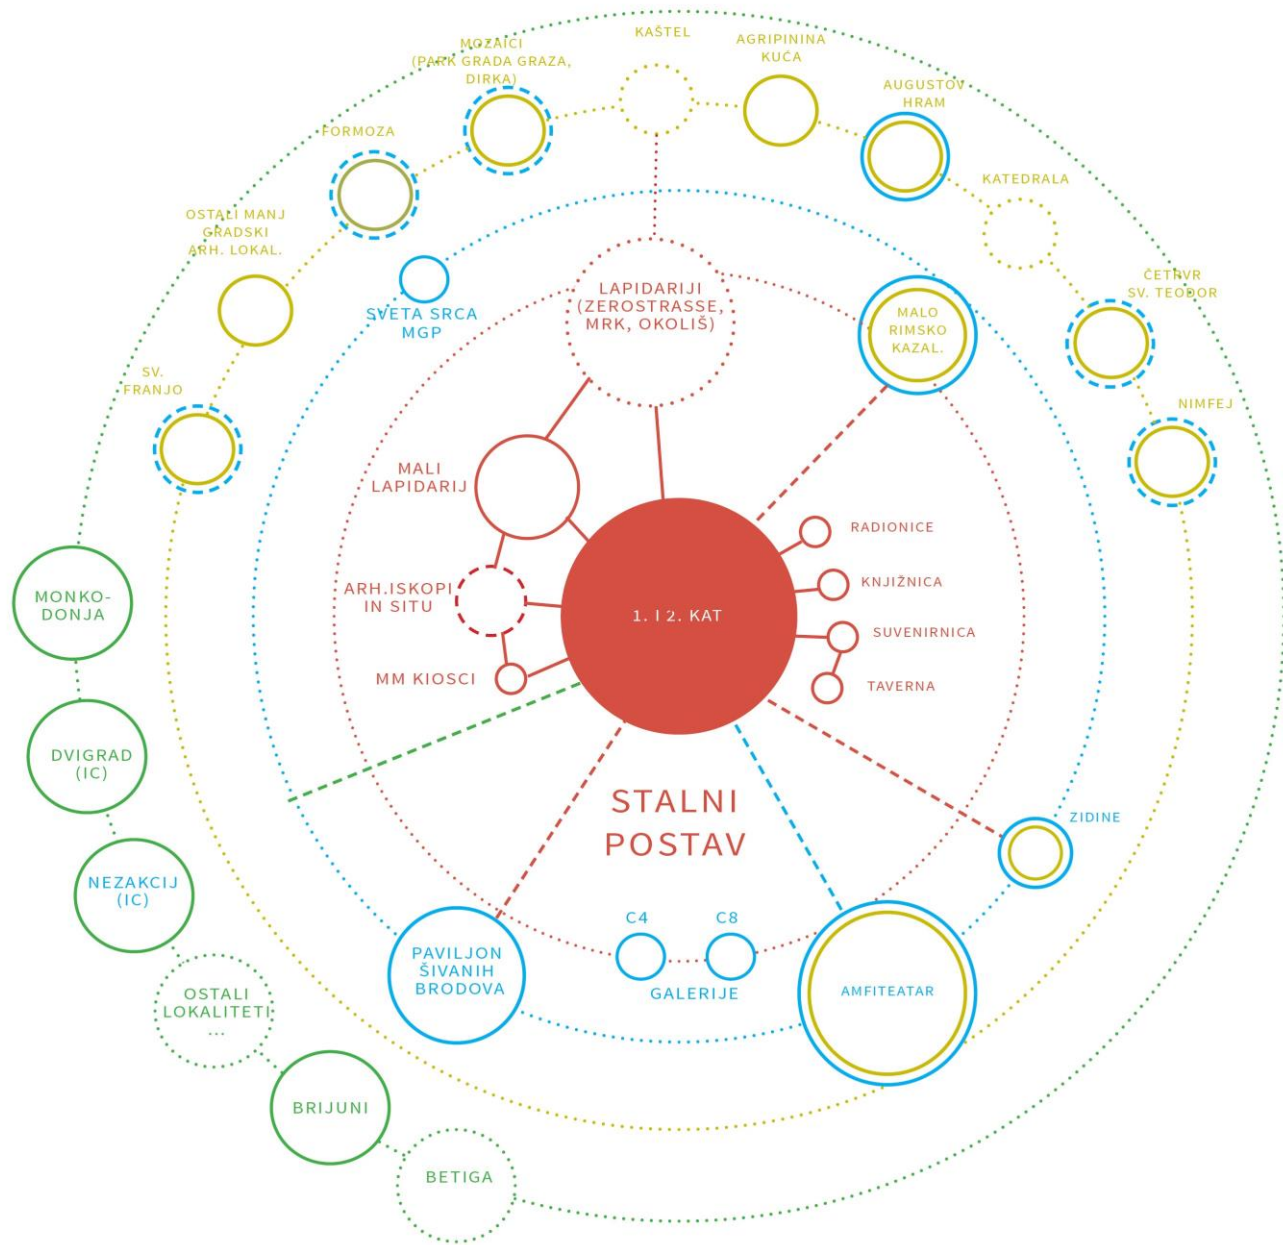 KAŠTEL
MOZAICI
(PARK GRADA GRAZA,
DIRKA)
AGRIPININA
KUĆA
AUGUSTOV
HRAM
FORMOZA
KATEDRALA
OSTALI MANJ
GRADSKI
ARH. LOKAL.
ČETRVR
SV. TEODOR
SVETA SRCA
MGP
LAPIDARIJI
(ZEROSTRASSE,
MRK, OKOLIŠ)
MALO
RIMSKO
KAZAL.
SV.
FRANJO
NIMFEJ
MALI
LAPIDARIJ
RADIONICE
ARH.ISKOPI
IN SITU
KNJIŽNICA
1. I 2. KAT
SUVENIRNICA
MM KIOSCI
TAVERNA
MONKO-
DONJA
DVIGRAD
(IC)
STALNI
POSTAV
ZIDINE
NEZAKCIJ
(IC)
C4
C8
PAVILJON
ŠIVANIH
BRODOVA
GALERIJE
AMFITEATAR
OSTALI
LOKALITETI
...
BRIJUNI
BETIGA